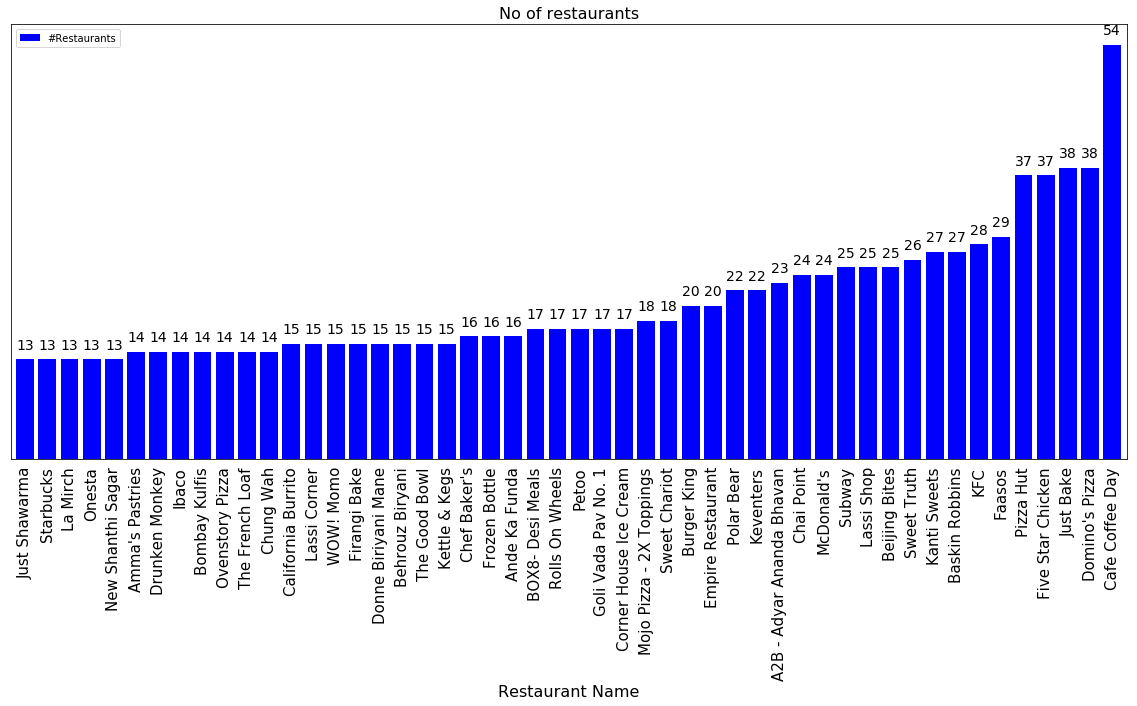 No of restaurants
#Restaurants
13
13
13
13
13
14
14
14
14
14
14
14
15
15
15
15
15
15
15
15
16
16
16
17
17
17
17
17
18
18
20
20
22
22
23
24
24
25
25
25
26
27
27
28
29
37
37
38
38
54
Just Shawarma
Starbucks
La Mirch
Onesta
New Shanthi Sagar
Amma's Pastries
Drunken Monkey
Ibaco
Bombay Kulfis
Ovenstory Pizza
The French Loaf
Chung Wah
California Burrito
Lassi Corner
WOW! Momo
Firangi Bake
Donne Biriyani Mane
Behrouz Biryani
The Good Bowl
Kettle & Kegs
Chef Baker's
Frozen Bottle
Ande Ka Funda
BOX8- Desi Meals
Rolls On Wheels
Petoo
Goli Vada Pav No. 1
Corner House Ice Cream
Mojo Pizza - 2X Toppings
Sweet Chariot
Burger King
Empire Restaurant
Polar Bear
Keventers
A2B - Adyar Ananda Bhavan
Chai Point
McDonald's
Subway
Lassi Shop
Beijing Bites
Sweet Truth
Kanti Sweets
Baskin Robbins
KFC
Faasos
Pizza Hut
Five Star Chicken
Just Bake
Domino's Pizza
Cafe Coffee Day
Restaurant Name